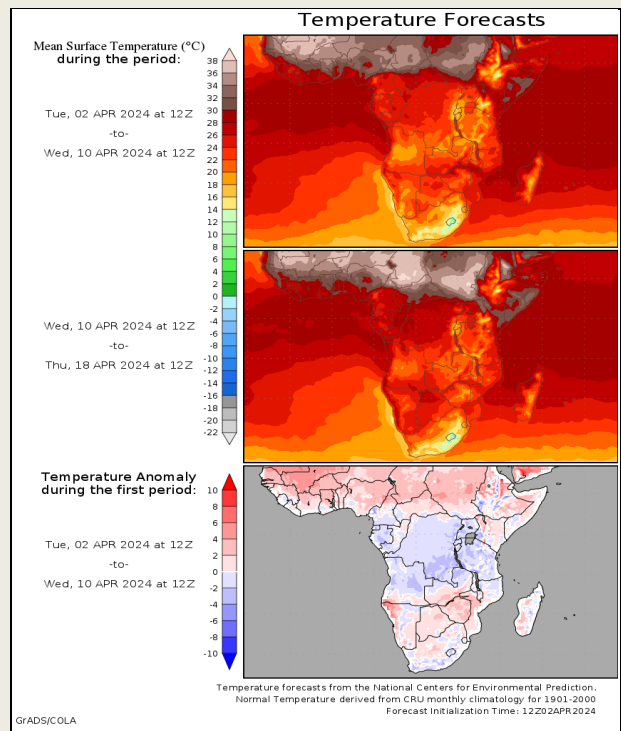 Temperature Forecasts
Mean Surface Temperature (°C)
during the period:
38
36
34
32
30
28
26
24
22
20
18
16
14
12
10
8
6
4
2
0
-2
-4
-6
-8
-10
-12
-14
-16
-18
-20
-22
Tue, 02 APR 2024 at 12Z
-to-
Wed, 10 APR 2024 at 12Z
Wed, 10 APR 2024 at 12Z
-to-
Thu, 18 APR 2024 at 12Z
Temperature Anomaly
during the first period:
10
8
6
4
2
0
-2
-4
-6
-8
-10
Tue, 02 APR 2024 at 12Z
-to-
Wed, 10 APR 2024 at 12Z
Temperature forecasts from the National Centers for Environmental Prediction.
Normal Temperature derived from CRU monthly climatology for 1901-2000
Forecast Initialization Time: 12Z02APR2024
GrADS/COLA